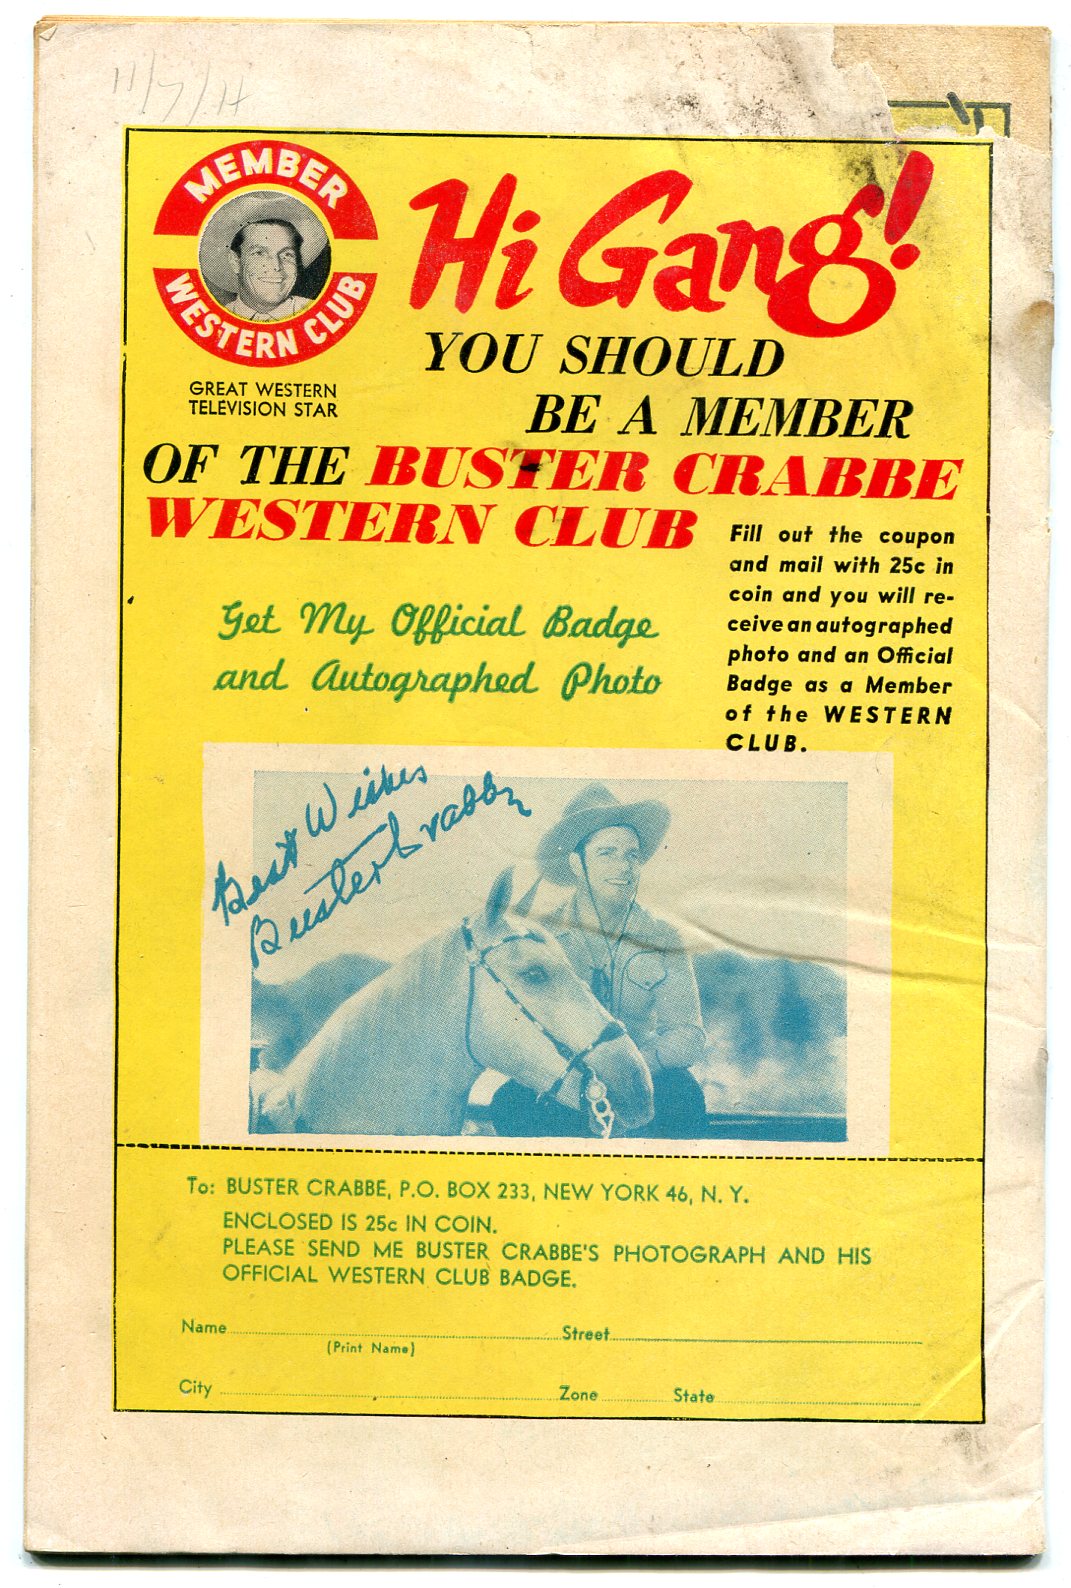 11/7/H
MEMBER
WESTERN CLUB
GREAT WESTERN
TELEVISION STAR
Hi Gang!
YOU SHOULD
BE A MEMBER
OF THE BUSTER CRABBE
WESTERN CLUB
Fill out the coupon
and mail with 25c in
coin and you will re-
ceive an autographed
photo and an Official
Badge as a Member
of the WESTERN
CLUB.
Get My Official Badge
and Autographed Photo
Best Wishes
Buster Crabbe
To: BUSTER CRABBE, P.O. BOX 233, NEW YORK 46, N. Y.
ENCLOSED IS 25c IN COIN.
PLEASE SEND ME BUSTER CRABBE'S PHOTOGRAPH AND HIS
OFFICIAL WESTERN CLUB BADGE.
Name Street
(Print Name)
City Zone State